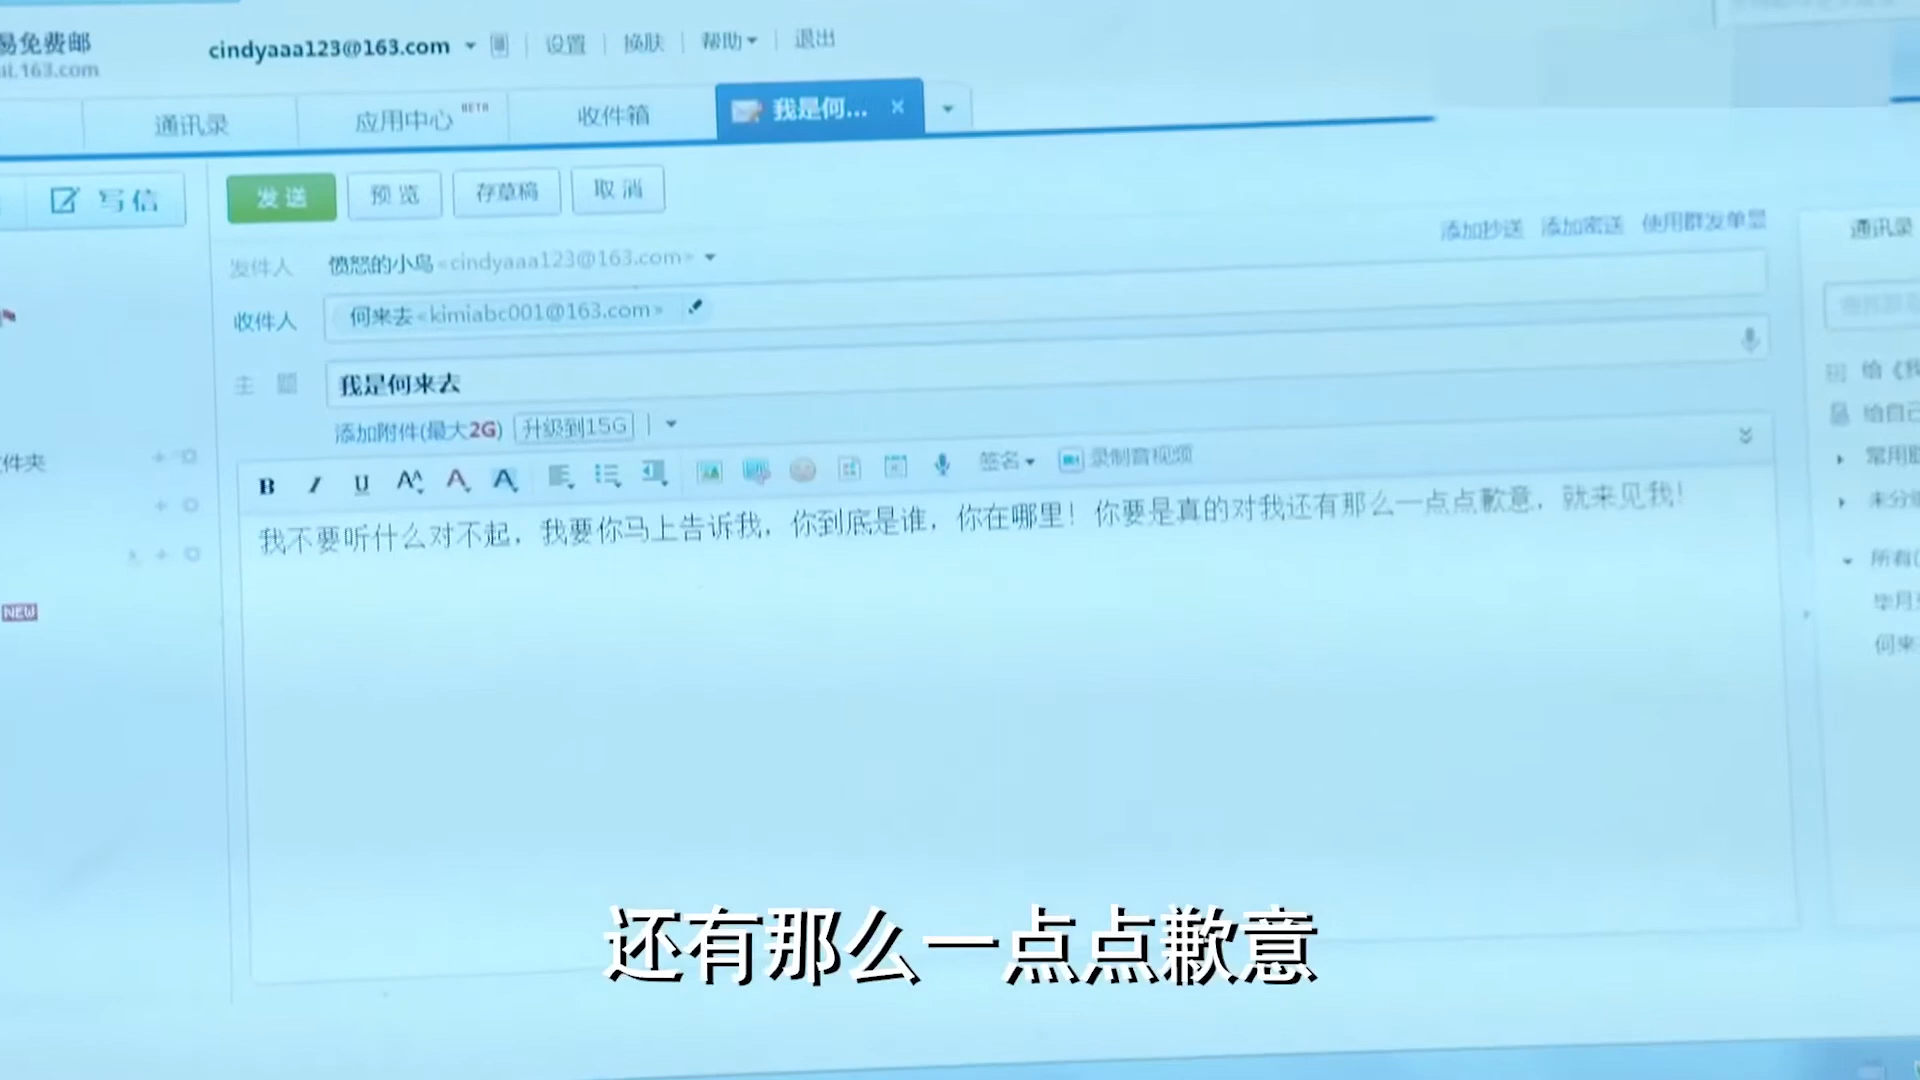 易免费邮
cindyaaa123@163.com 设置 换肤 帮助 退出
il.163.com
通讯录 应用中心 BETA 收件箱 我是何...
写信 发送 预览 存草稿 取消
添加抄送 添加密送 使用群发单显 通讯录
发件人 愤怒的小鸟<cindyaaa123@163.com>
收件人 何来去<kimiabc001@163.com>
主题 我是何来去
添加附件(最大2G) 升级到15G
件夹
B I U A A A 签名 录制音视频
我不要听什么对不起，我要你马上告诉我，你到底是谁，你在哪里！你要是真的对我还有那么一点点歉意，就来见我！
给《我
给自己
常用联
未分组
所有(
何来
NEW
还有那么一点点歉意